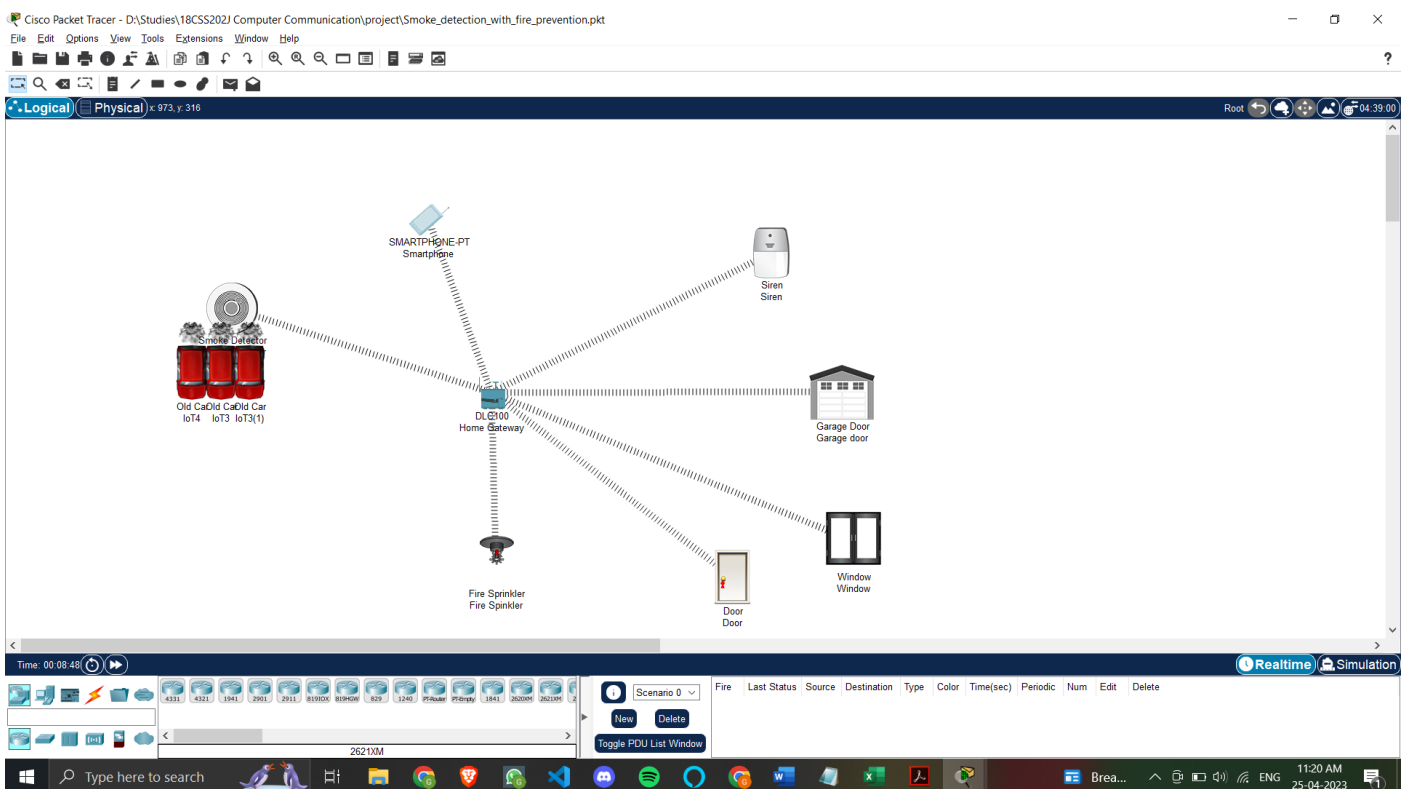 Cisco Packet Tracer - D:\Studies\18CSS202J Computer Communication\project\Smoke_detection_with_fire_prevention.pkt
File Edit Options View Tools Extensions Window Help
?
Logical Physical x: 973, y: 316
Root 04:39:00
SMARTPHONE-PT
Smartphone
Siren
Siren
Smoke Detector
Old Car Old Car Old Car
IoT4 IoT3 IoT3(1)
DLC100
Home Gateway
Garage Door
Garage door
Window
Window
Fire Sprinkler
Fire Spinkler
Door
Door
Time: 00:08:48
Realtime Simulation
4331 4321 1941 2901 2911 819IOX 819HGW 829 1240 PT-Router PT-Empty 1841 2620XM 2621XM 2
2621XM
Scenario 0
New Delete
Toggle PDU List Window
Fire Last Status Source Destination Type Color Time(sec) Periodic Num Edit Delete
Type here to search
Brea...
ENG
11:20 AM
25-04-2023
1